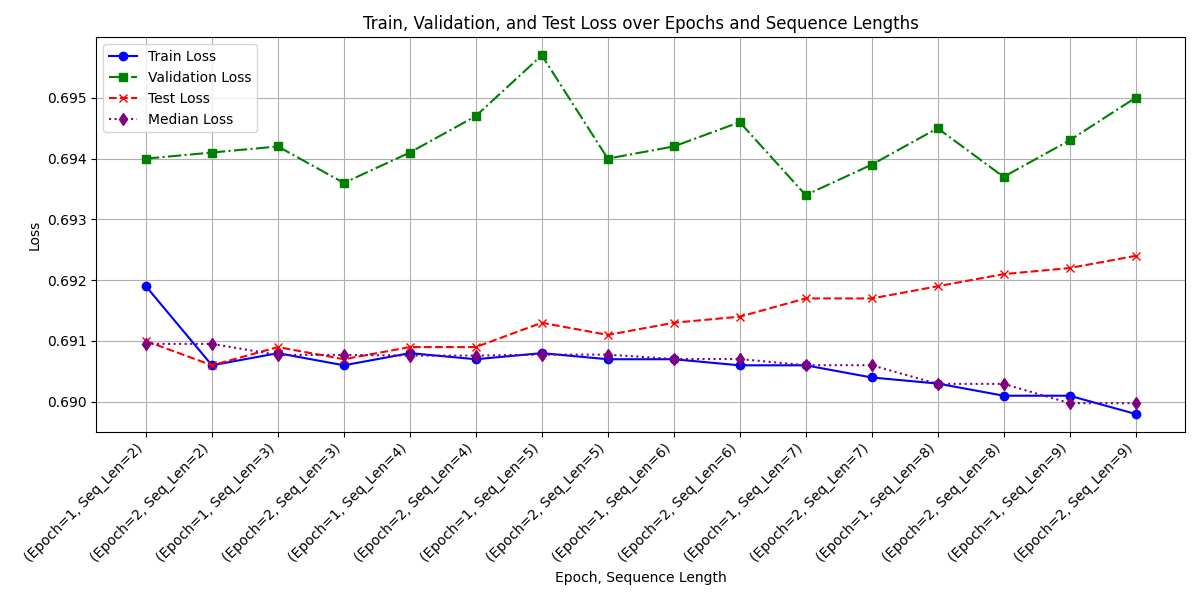 Train, Validation, and Test Loss over Epochs and Sequence Lengths
Train Loss
Validation Loss
Test Loss
Median Loss
Loss
0.695
0.694
0.693
0.692
0.691
0.690
(Epoch=1, Seq_Len=2)
(Epoch=2, Seq_Len=2)
(Epoch=1, Seq_Len=3)
(Epoch=2, Seq_Len=3)
(Epoch=1, Seq_Len=4)
(Epoch=2, Seq_Len=4)
(Epoch=1, Seq_Len=5)
(Epoch=2, Seq_Len=5)
(Epoch=1, Seq_Len=6)
(Epoch=2, Seq_Len=6)
(Epoch=1, Seq_Len=7)
(Epoch=2, Seq_Len=7)
(Epoch=1, Seq_Len=8)
(Epoch=2, Seq_Len=8)
(Epoch=1, Seq_Len=9)
(Epoch=2, Seq_Len=9)
Epoch, Sequence Length